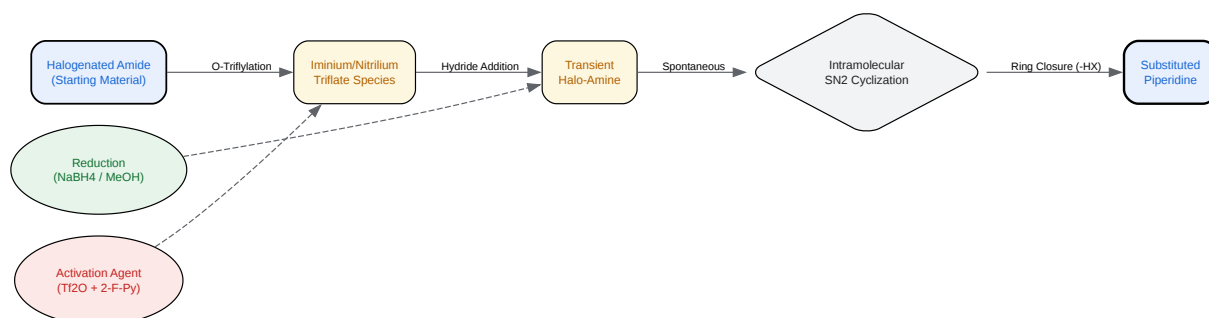 Halogenated Amide
(Starting Material)
O-Triflylation
Iminium/Nitrilium
Triflate Species
Hydride Addition
Transient
Halo-Amine
Spontaneous
Intramolecular
SN2 Cyclization
Ring Closure (-HX)
Substituted
Piperidine
Reduction
(NaBH4 / MeOH)
Activation Agent
(Tf2O + 2-F-Py)